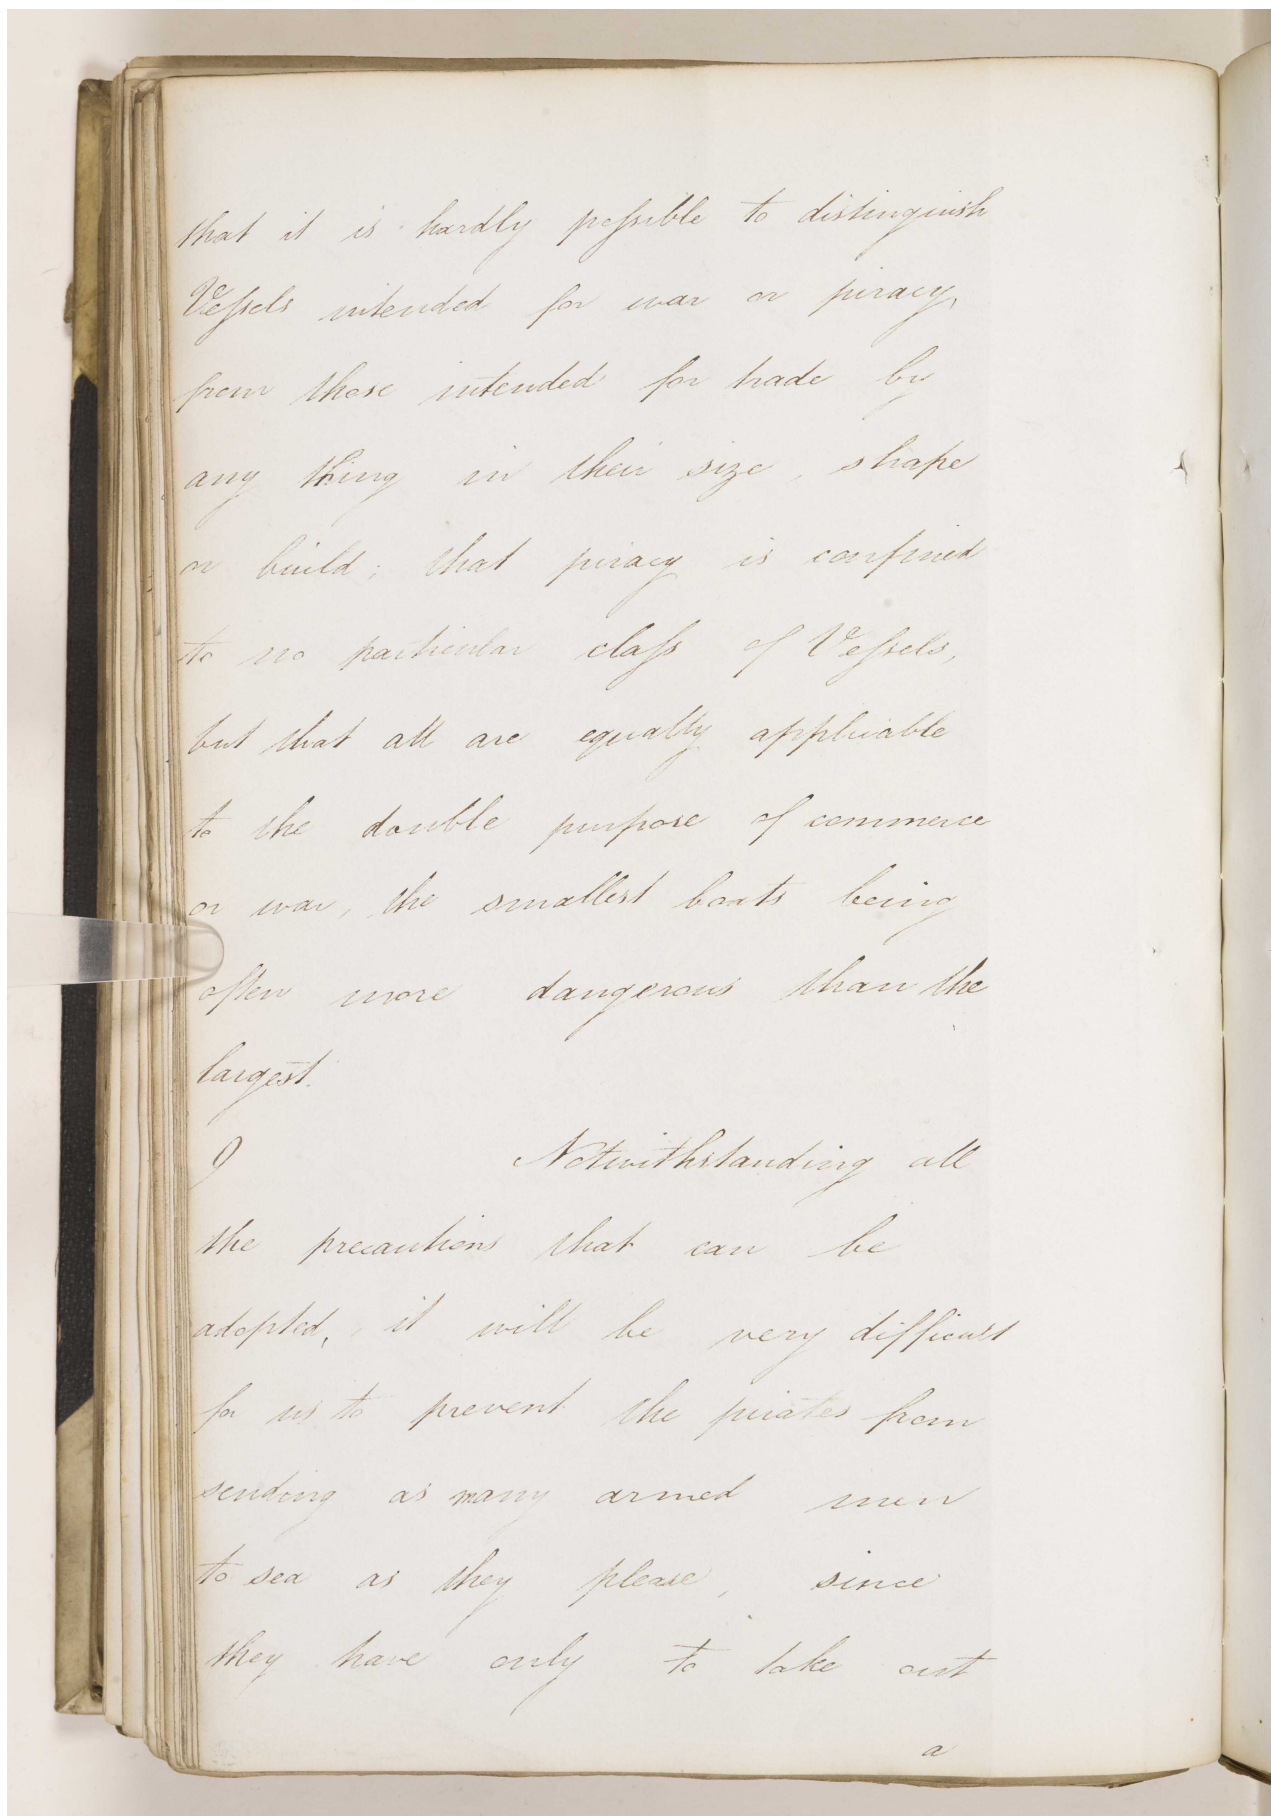 that it is hardly possible to distinguish
Vessels intended for war or piracy,
from those intended for trade by
any thing in their size, shape
or build; that piracy is confined
to no particular class of Vessels,
but that all are equally applicable
to the double purpose of commerce
or war, the smallest boats being
often more dangerous than the
largest.
9 Notwithstanding all
the precautions that can be
adopted, it will be very difficult
for us to prevent the pirates from
sending as many armed men
to sea as they please, since
they have only to take out
a